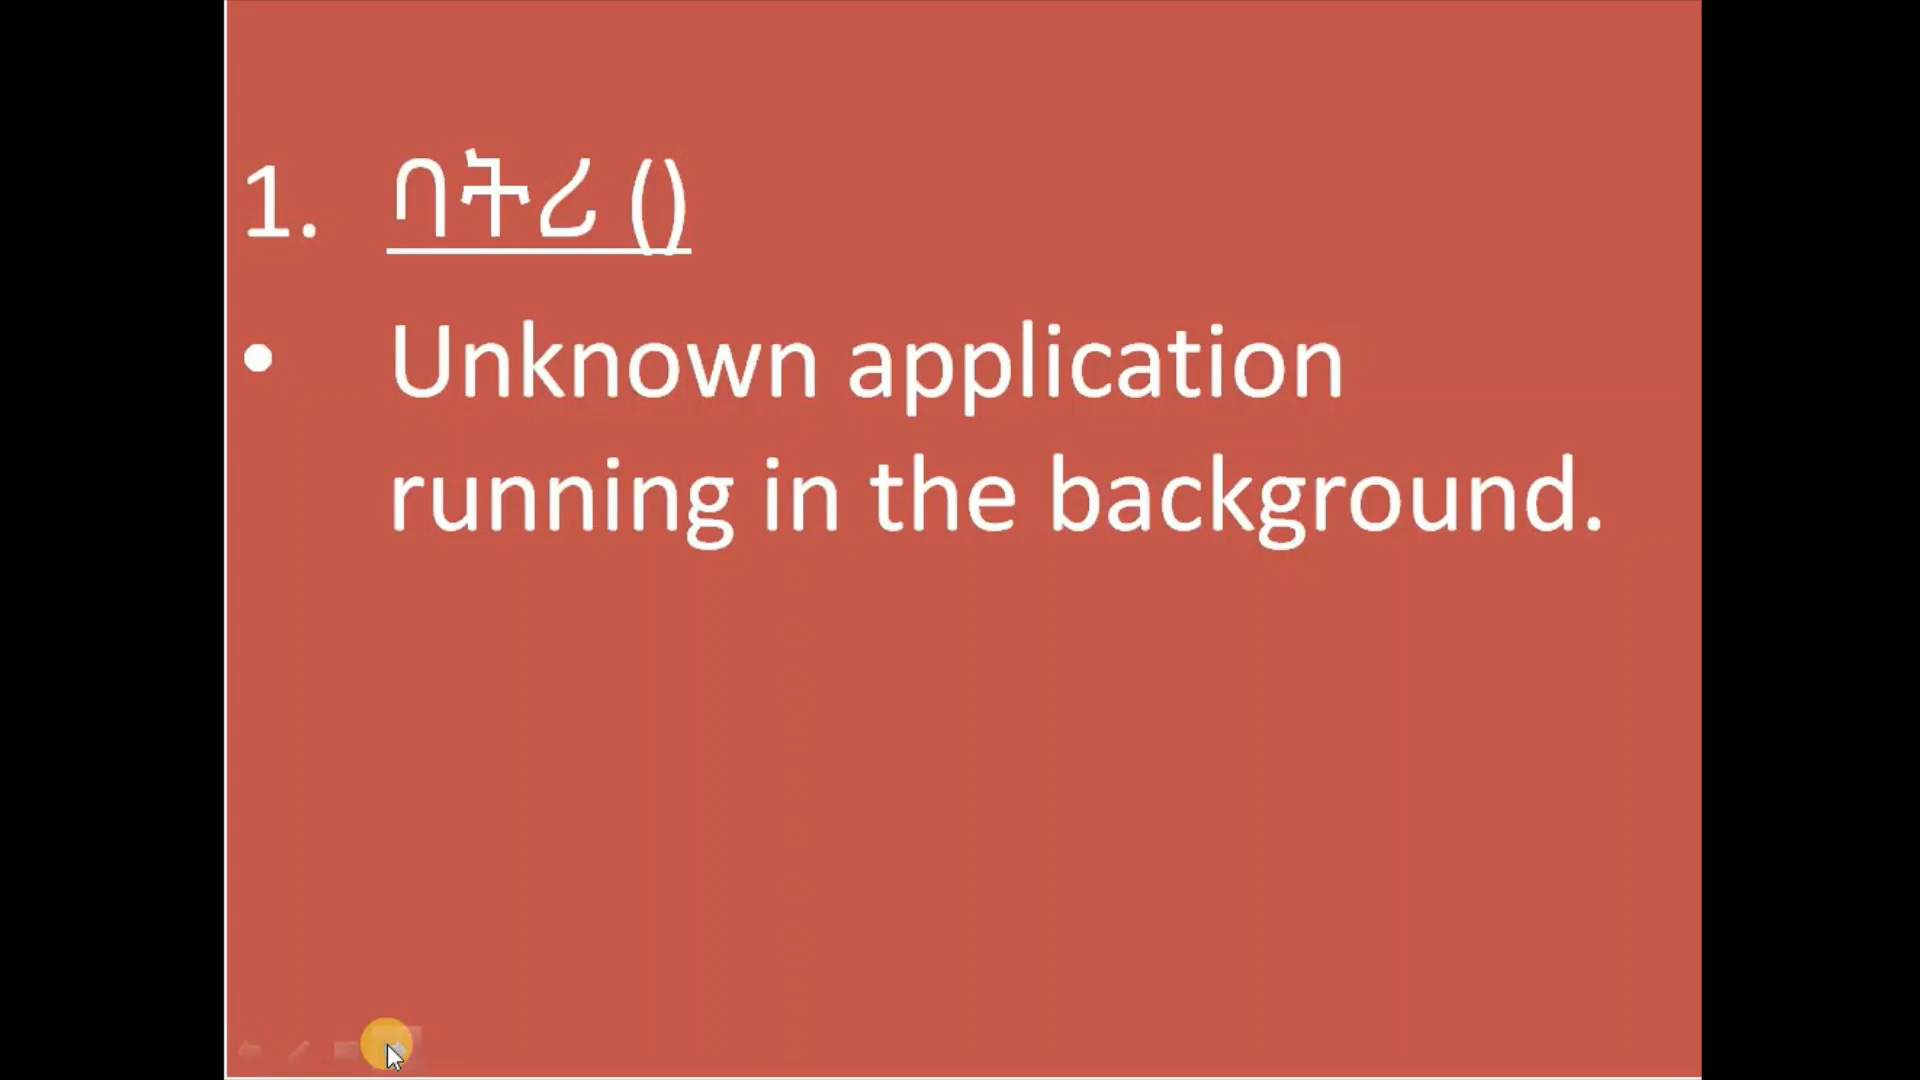 1. ባትሪ ()
• Unknown application
running in the background.